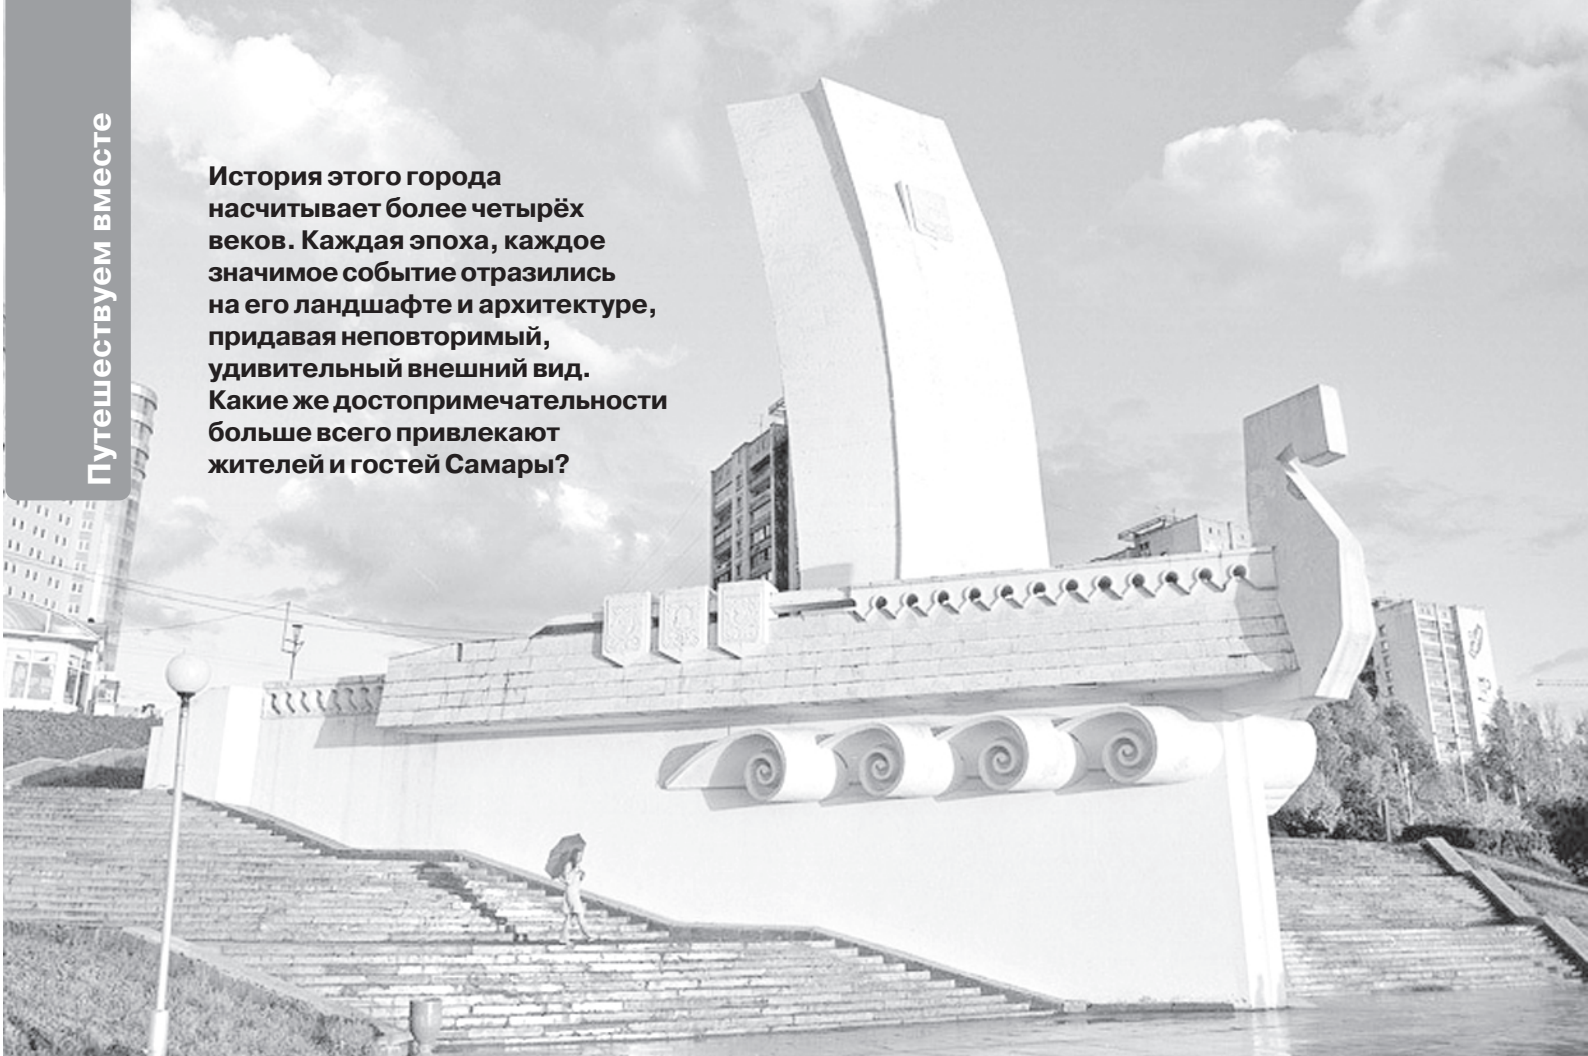 Путешествуем вместе
История этого города
насчитывает более четырёх
веков. Каждая эпоха, каждое
значимое событие отразились
на его ландшафте и архитектуре,
придавая неповторимый,
удивительный внешний вид.
Какие же достопримечательности
больше всего привлекают
жителей и гостей Самары?